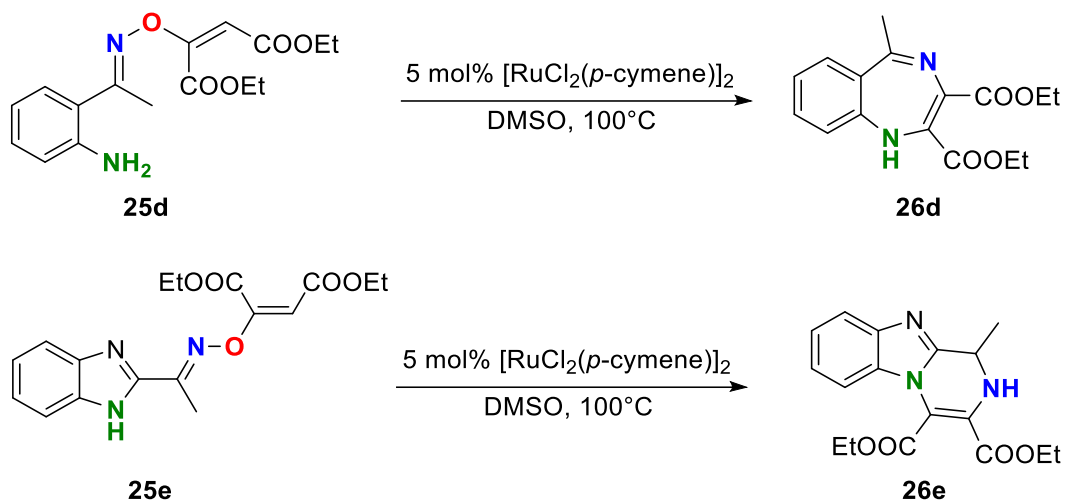 O
N
COOEt
COOEt
NH2
25d
5 mol% [RuCl2(p-cymene)]2
DMSO, 100°C
N
COOEt
N
H
COOEt
26d
EtOOC
COOEt
N
N
O
N
H
25e
5 mol% [RuCl2(p-cymene)]2
DMSO, 100°C
N
N
NH
EtOOC
COOEt
26e